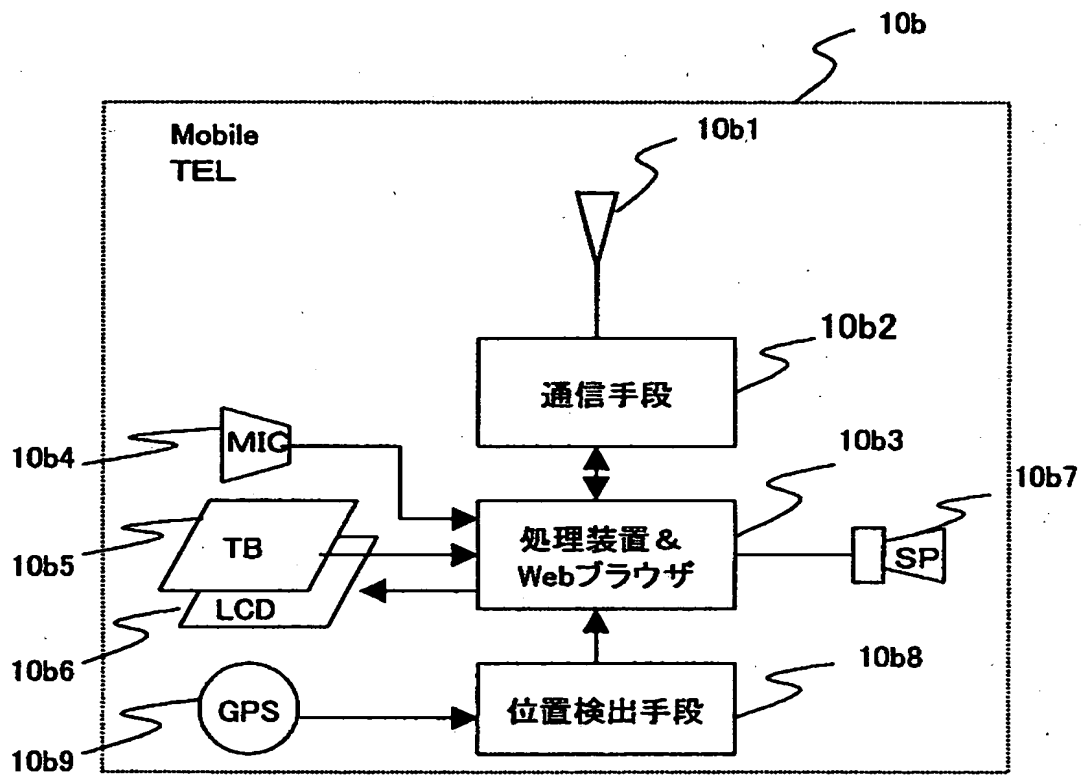 10b
Mobile
TEL
10b1
10b2
通信手段
MIC
10b4
10b3
10b7
処理装置＆
Webブラウザ
SP
TB
10b5
LCD
10b6
10b8
GPS
位置検出手段
10b9